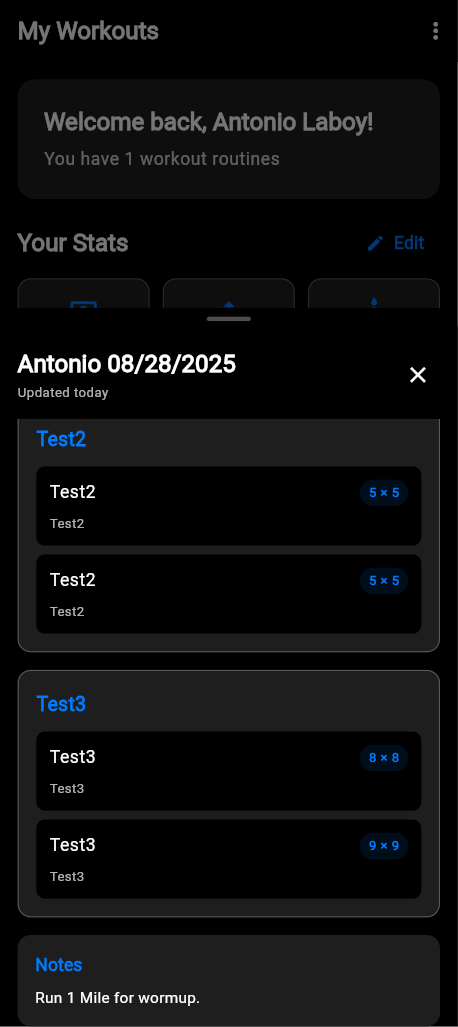 My Workouts
Welcome back, Antonio Laboy!
You have 1 workout routines
Your Stats
Edit
Antonio 08/28/2025
Updated today
Test2
Test2
5 × 5
Test2
Test2
5 × 5
Test2
Test3
Test3
8 × 8
Test3
Test3
9 × 9
Test3
Notes
Run 1 Mile for wormup.